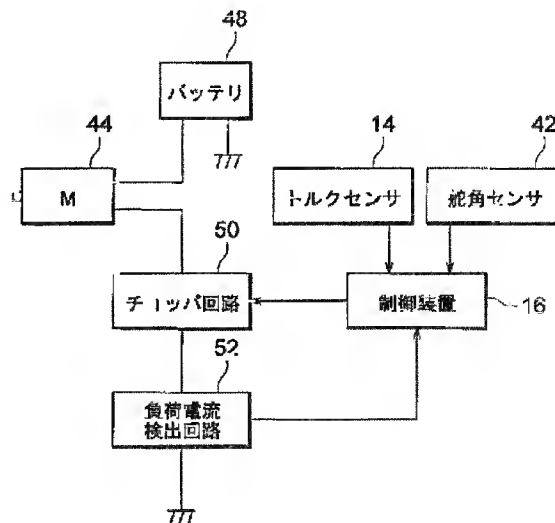 48
バッテリ
44
M
14
トルクセンサ
42
舵角センサ
50
チョッパ回路
制御装置
16
52
負荷電流
検出回路